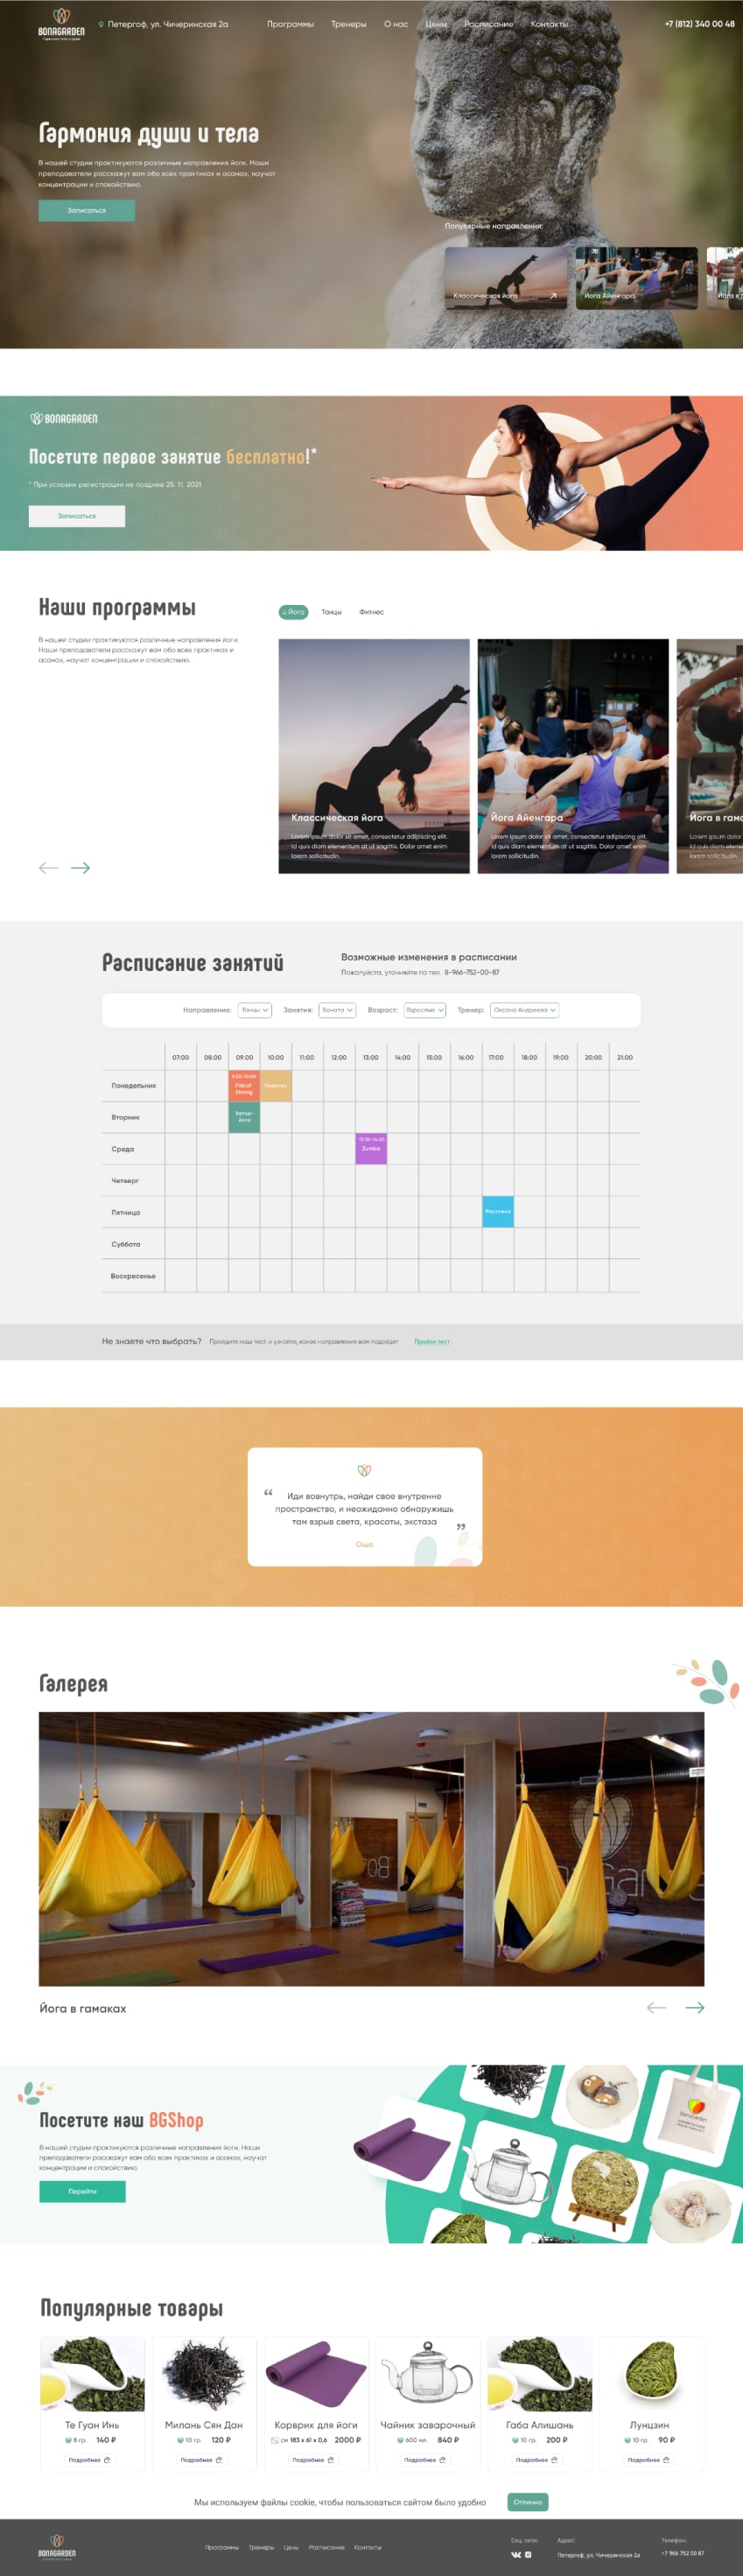 BONAGARDEN
Петергоф, ул. Чичеринская 2а
Программы Тренеры О нас Цены Расписание Контакты
+7 (812) 340 00 48
Гармония души и тела
В нашей студии практикуются различные направления йоги. Наши
преподаватели расскажут вам обо всех практиках и асанах, научат
концентрации и спокойствию.
Записаться
Популярные направления:
Классическая йога
Йога Айенгара
BONAGARDEN
Посетите первое занятие бесплатно!*
* При условии регистрации не позднее 25. 11. 2021
Записаться
Наши программы
Йога Танцы Фитнес
В нашей студии практикуются различные направления йоги.
Наши преподаватели расскажут вам обо всех практиках и
асанах, научат концентрации и спокойствию.
Классическая йога
Lorem ipsum dolor sit amet, consectetur adipiscing elit.
Id quis diam elementum at ut sagittis. Dolor amet enim
lorem sollicitudin.
Йога Айенгара
Lorem ipsum dolor sit amet, consectetur adipiscing elit.
Id quis diam elementum at ut sagittis. Dolor amet enim
lorem sollicitudin.
Йога в гама
Lorem ipsum dolor
Id quis diam eleme
lorem sollicitudin.
Расписание занятий
Возможные изменения в расписании
Пожалуйста, уточняйте по тел. 8-966-752-00-87
Направление: Танцы Занятия: Бачата Возраст: Взрослые Тренер: Оксана Андреева
07:00 08:00 09:00 10:00 11:00 12:00 13:00 14:00 15:00 16:00 17:00 18:00 19:00 20:00 21:00
Понедельник
Fitball
Strong
Пилатес
Вторник
Хатха-
йога
Среда
13:30-14:00
Zumba
Четверг
Пятница
Суббота
Воскресенье
Не знаете что выбрать? Пройдите наш тест, и узнайте, какое направление вам подойдет Пройти тест
“ Иди вовнутрь, найди свое внутренне
пространство, и неожиданно обнаружишь
там взрыв света, красоты, экстаза ”
Ошо
Галерея
Йога в гамаках
Посетите наш BGShop
В нашей студии практикуются различные направления йоги. Наши
преподаватели расскажут вам обо всех практиках и асанах, научат
концентрации и спокойствию.
Перейти
Популярные товары
Те Гуан Инь
8 гр. 140 ₽
Подробнее
Милань Сян Дан
10 гр. 120 ₽
Подробнее
Коврвик для йоги
см 183 х 61 х 0,6 2000 ₽
Подробнее
Чайник заварочный
600 мл. 840 ₽
Подробнее
Габа Алишань
10 гр. 200 ₽
Подробнее
Лунцзин
10 гр. 90 ₽
Подробнее
Мы используем файлы cookie, чтобы пользоваться сайтом было удобно Отлично
BONAGARDEN
Программы Тренеры Цены Расписание Контакты
Соц. сети:
Адрес:
Петергоф, ул. Чичеринская 2а
Телефон:
+7 966 752 00 87